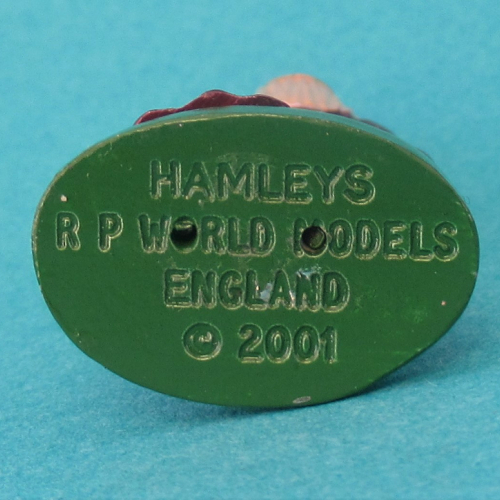 HAMLEYS
R P WORLD MODELS
ENGLAND
© 2001